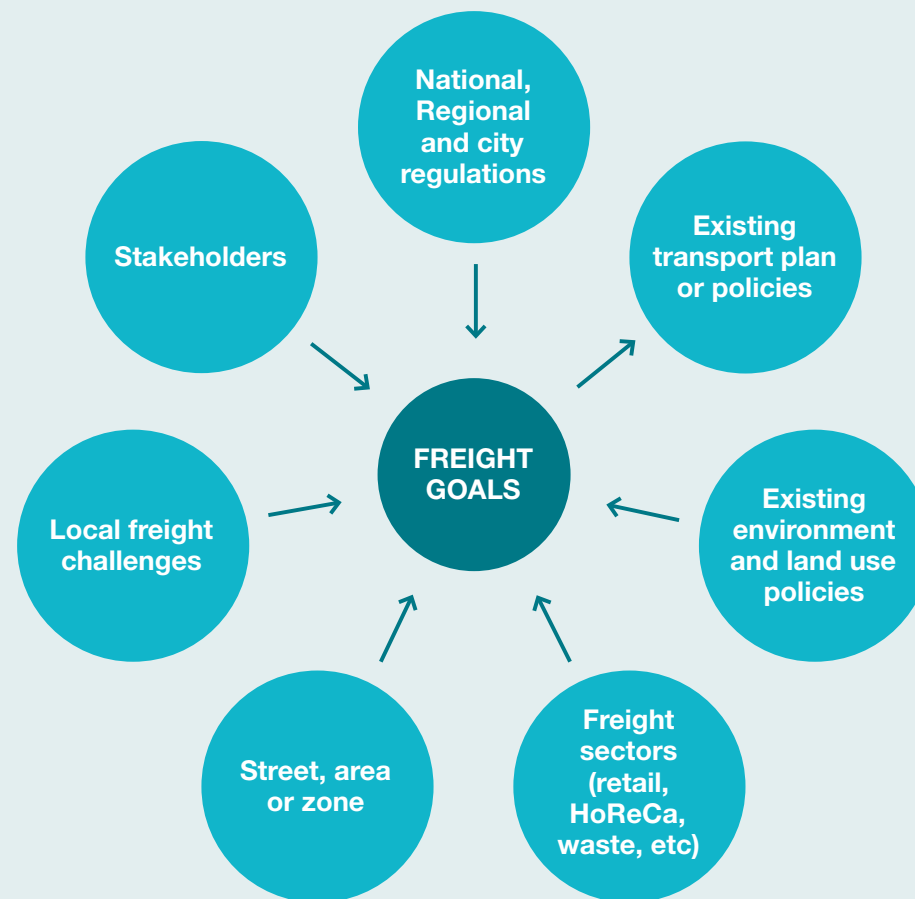 National,
Regional
and city
regulations
Stakeholders
Existing
transport plan
or policies
FREIGHT
GOALS
Local freight
challenges
Existing
environment
and land use
policies
Street, area
or zone
Freight
sectors
(retail,
HoReCa,
waste, etc)